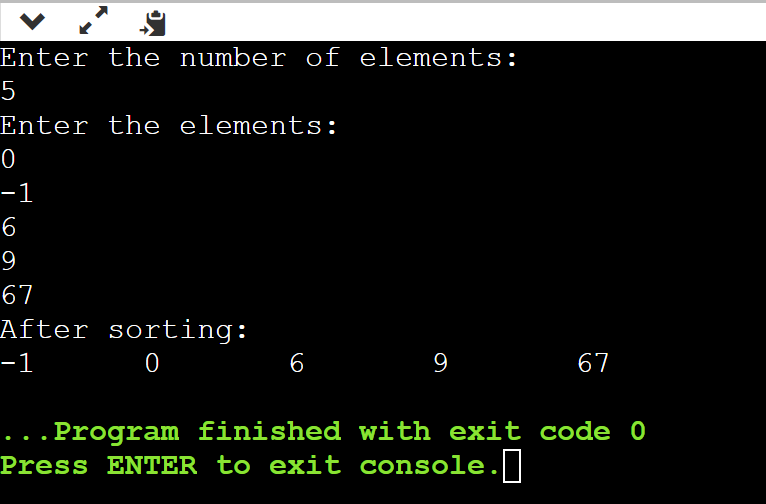 Enter the number of elements:
5
Enter the elements:
0
-1
6
9
67
After sorting:
-1 0 6 9 67
...Program finished with exit code 0
Press ENTER to exit console.